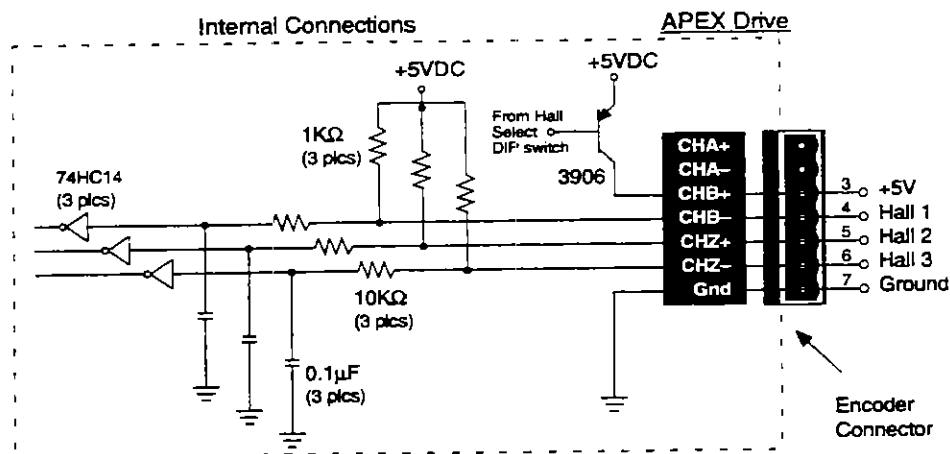 Internal Connections
APEX Drive
+5VDC
+5VDC
1KΩ
(3 plcs)
From Hall
Select
DIP switch
3906
74HC14
(3 plcs)
CHA+
CHA–
CHB+
CHB–
CHZ+
CHZ–
Gnd
3 +5V
4 Hall 1
5 Hall 2
6 Hall 3
7 Ground
10KΩ
(3 plcs)
0.1µF
(3 plcs)
Encoder
Connector